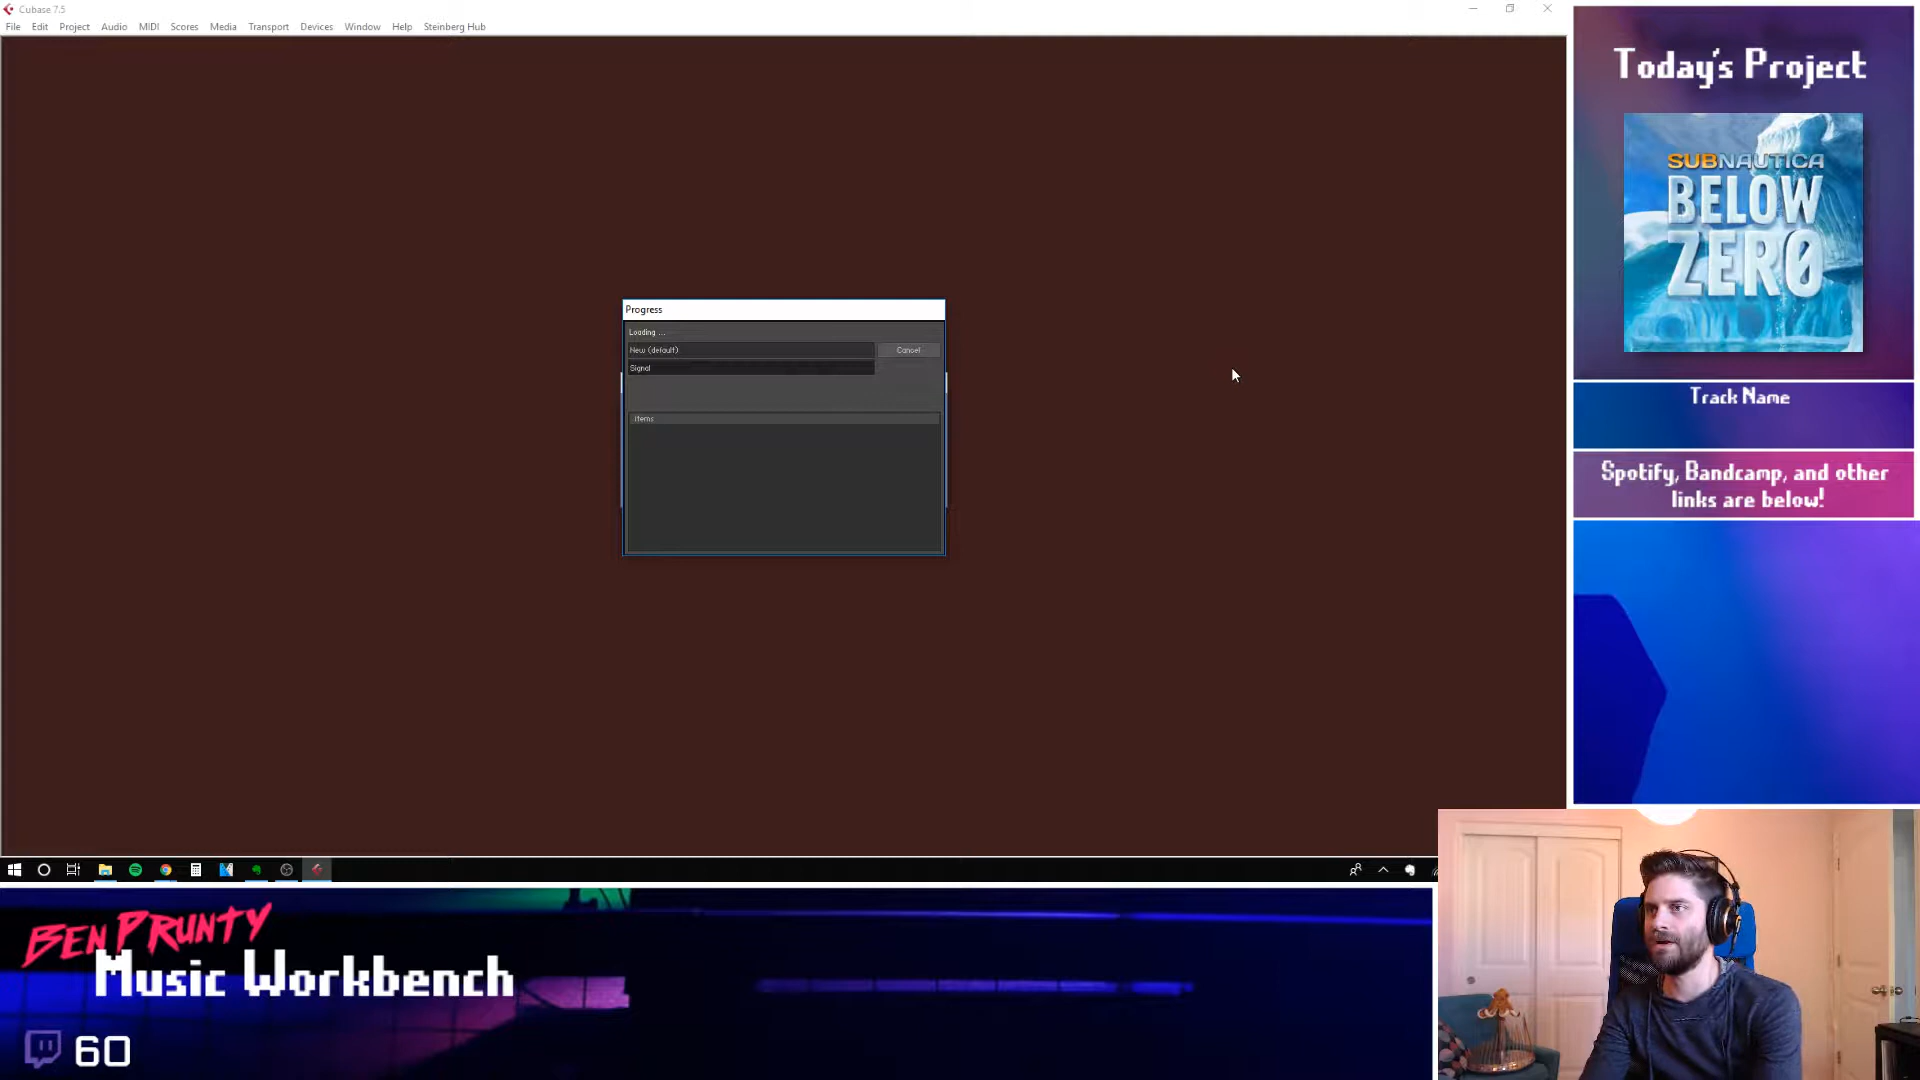 Cubase 7.5
File Edit Project Audio MIDI Scores Media Transport Devices Window Help Steinberg Hub
Progress
Loading ...
New (default)
Cancel
Signal
Items
Today's Project
SUBNAUTICA
BELOW
ZERO
Track Name
Spotify, Bandcamp, and other
links are below!
BEN PRUNTY
Music Workbench
60